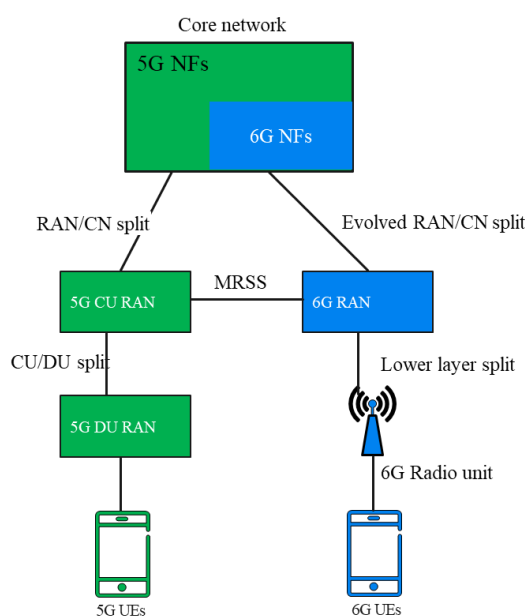 Core network
5G NFs
6G NFs
RAN/CN split
Evolved RAN/CN split
MRSS
5G CU RAN
6G RAN
CU/DU split
Lower layer split
5G DU RAN
6G Radio unit
5G UEs
6G UEs